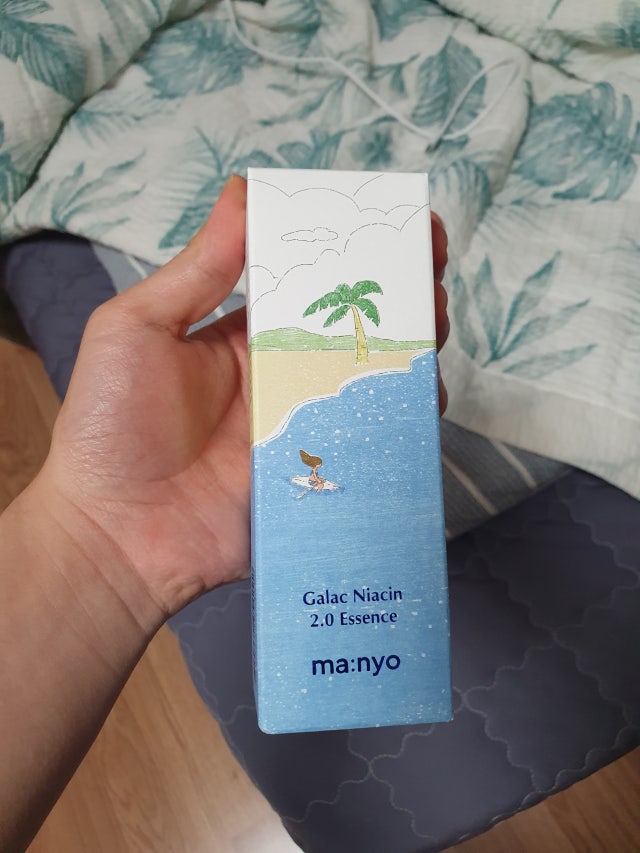 Galac Niacin
2.0 Essence
ma:nyo